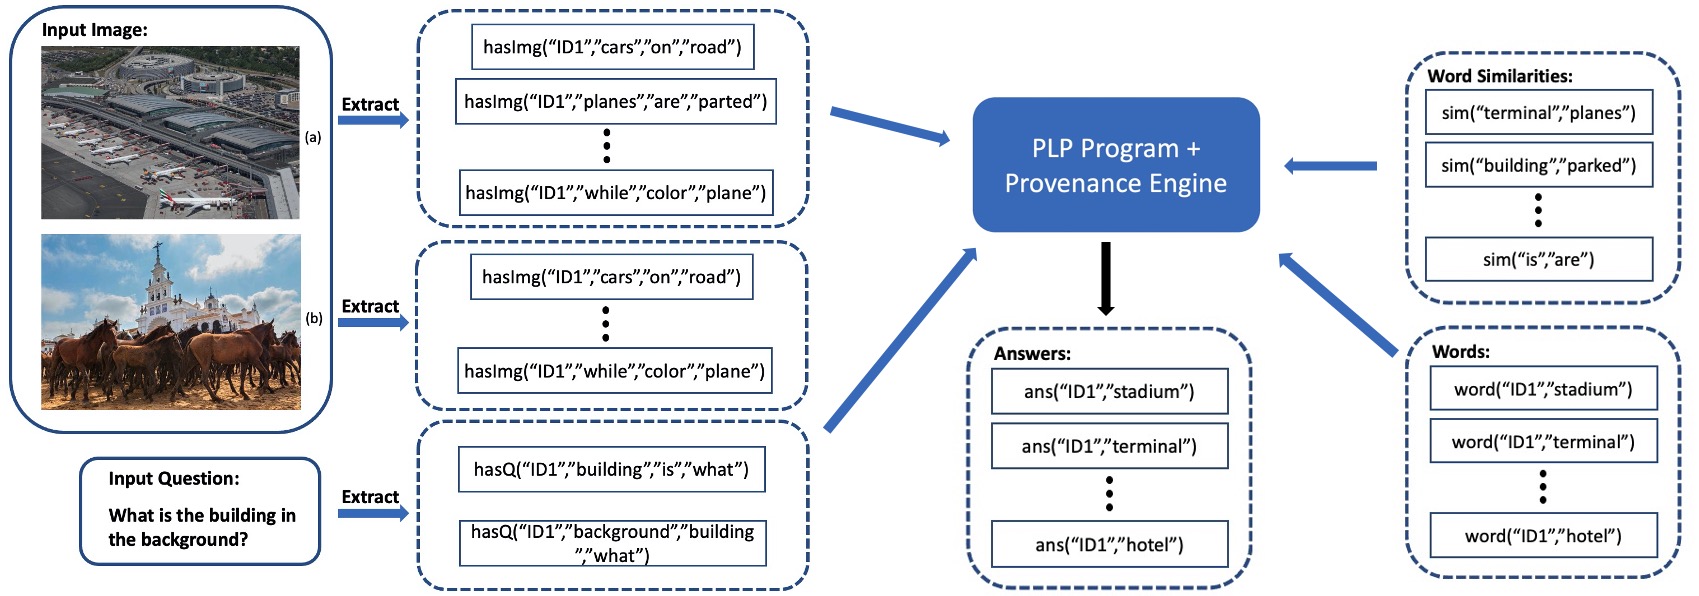 Input Image:
(a)
(b)
Input Question:
What is the building in
the background?
Extract
Extract
Extract
hasImg(“ID1”,”cars”,”on”,”road”)
hasImg(“ID1”,”planes”,”are”,”parted”)
hasImg(“ID1”,”while”,”color”,”plane”)
hasImg(“ID1”,”cars”,”on”,”road”)
hasImg(“ID1”,”while”,”color”,”plane”)
hasQ(“ID1”,”building”,”is”,”what”)
hasQ(“ID1”,”background”,”building
”,”what”)
PLP Program +
Provenance Engine
Answers:
ans(“ID1”,”stadium”)
ans(“ID1”,”terminal”)
ans(“ID1”,”hotel”)
Word Similarities:
sim(“terminal”,”planes”)
sim(“building”,”parked”)
sim(“is”,”are”)
Words:
word(“ID1”,”stadium”)
word(“ID1”,”terminal”)
word(“ID1”,”hotel”)